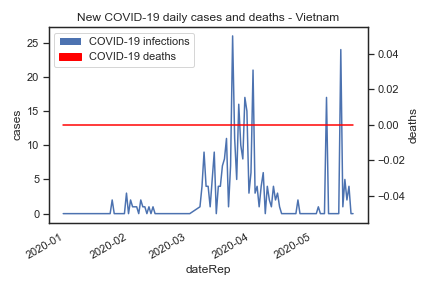 New COVID-19 daily cases and deaths - Vietnam
COVID-19 infections
COVID-19 deaths
25
20
15
10
5
0
cases
0.04
0.02
0.00
−0.02
−0.04
deaths
2020-01
2020-02
2020-03
2020-04
2020-05
dateRep